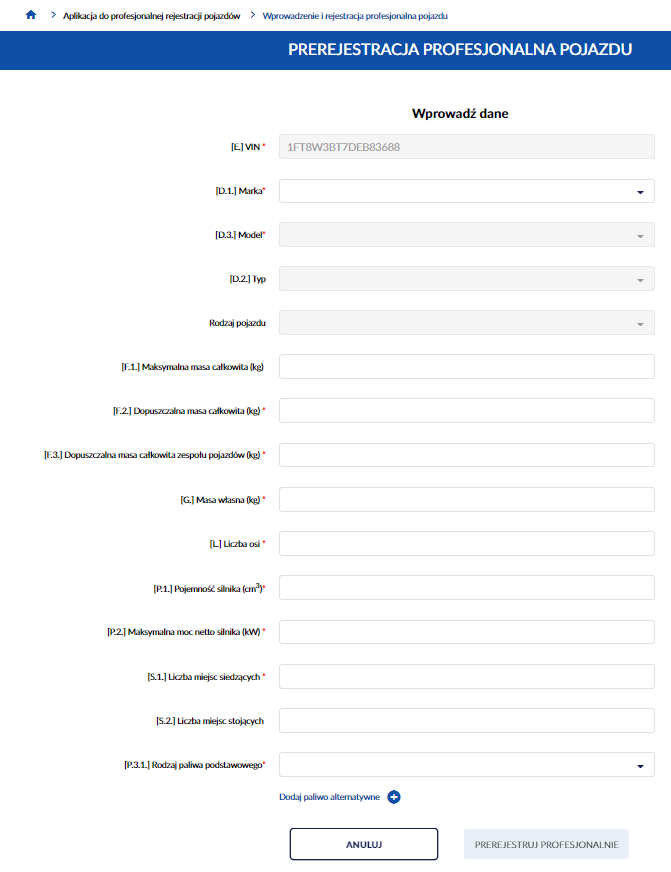 Aplikacja do profesjonalnej rejestracji pojazdów > Wprowadzenie i rejestracja profesjonalna pojazdu
PREREJESTRACJA PROFESJONALNA POJAZDU
Wprowadź dane
[E.] VIN * 1FT8W3BT7DEB83688
[D.1.] Marka*
[D.3.] Model*
[D.2.] Typ
Rodzaj pojazdu
[F.1.] Maksymalna masa całkowita (kg)
[F.2.] Dopuszczalna masa całkowita (kg) *
[F.3.] Dopuszczalna masa całkowita zespołu pojazdów (kg) *
[G.] Masa własna (kg) *
[L.] Liczba osi *
[P.1.] Pojemność silnika (cm³)*
[P.2.] Maksymalna moc netto silnika (kW) *
[S.1.] Liczba miejsc siedzących *
[S.2.] Liczba miejsc stojących
[P.3.1.] Rodzaj paliwa podstawowego*
Dodaj paliwo alternatywne
ANULUJ PREREJESTRUJ PROFESJONALNIE